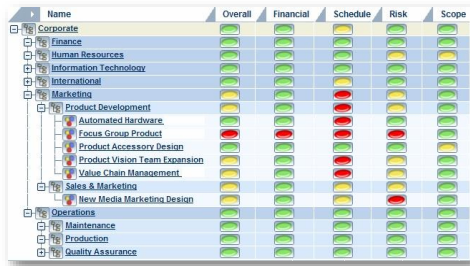 Name Overall Financial Schedule Risk Scope
Corporate
Finance
Human Resources
Information Technology
International
Marketing
Product Development
Automated Hardware
Focus Group Product
Product Accessory Design
Product Vision Team Expansion
Value Chain Management
Sales & Marketing
New Media Marketing Design
Operations
Maintenance
Production
Quality Assurance